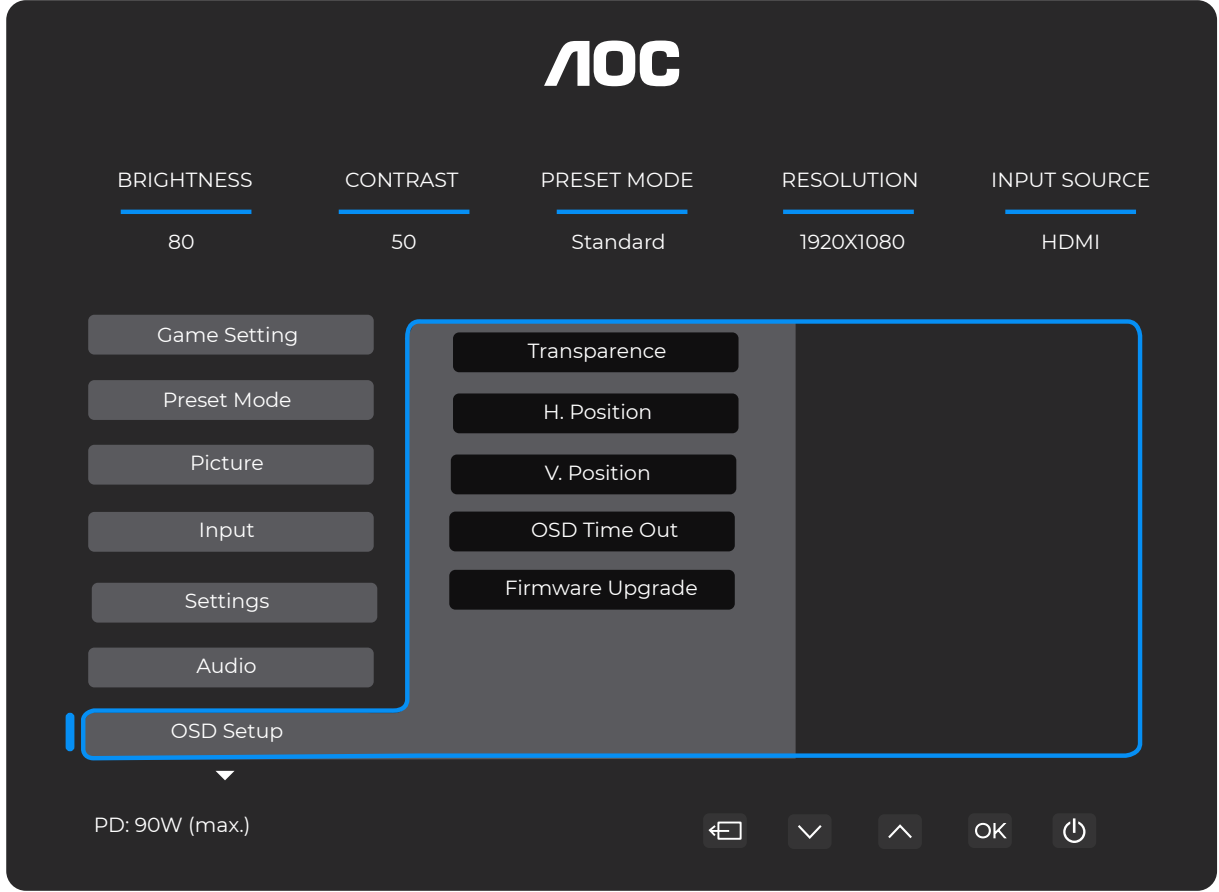 AOC
BRIGHTNESS CONTRAST PRESET MODE RESOLUTION INPUT SOURCE
80 50 Standard 1920X1080 HDMI
Game Setting
Preset Mode
Picture
Input
Settings
Audio
OSD Setup
Transparence
H. Position
V. Position
OSD Time Out
Firmware Upgrade
PD: 90W (max.)
OK